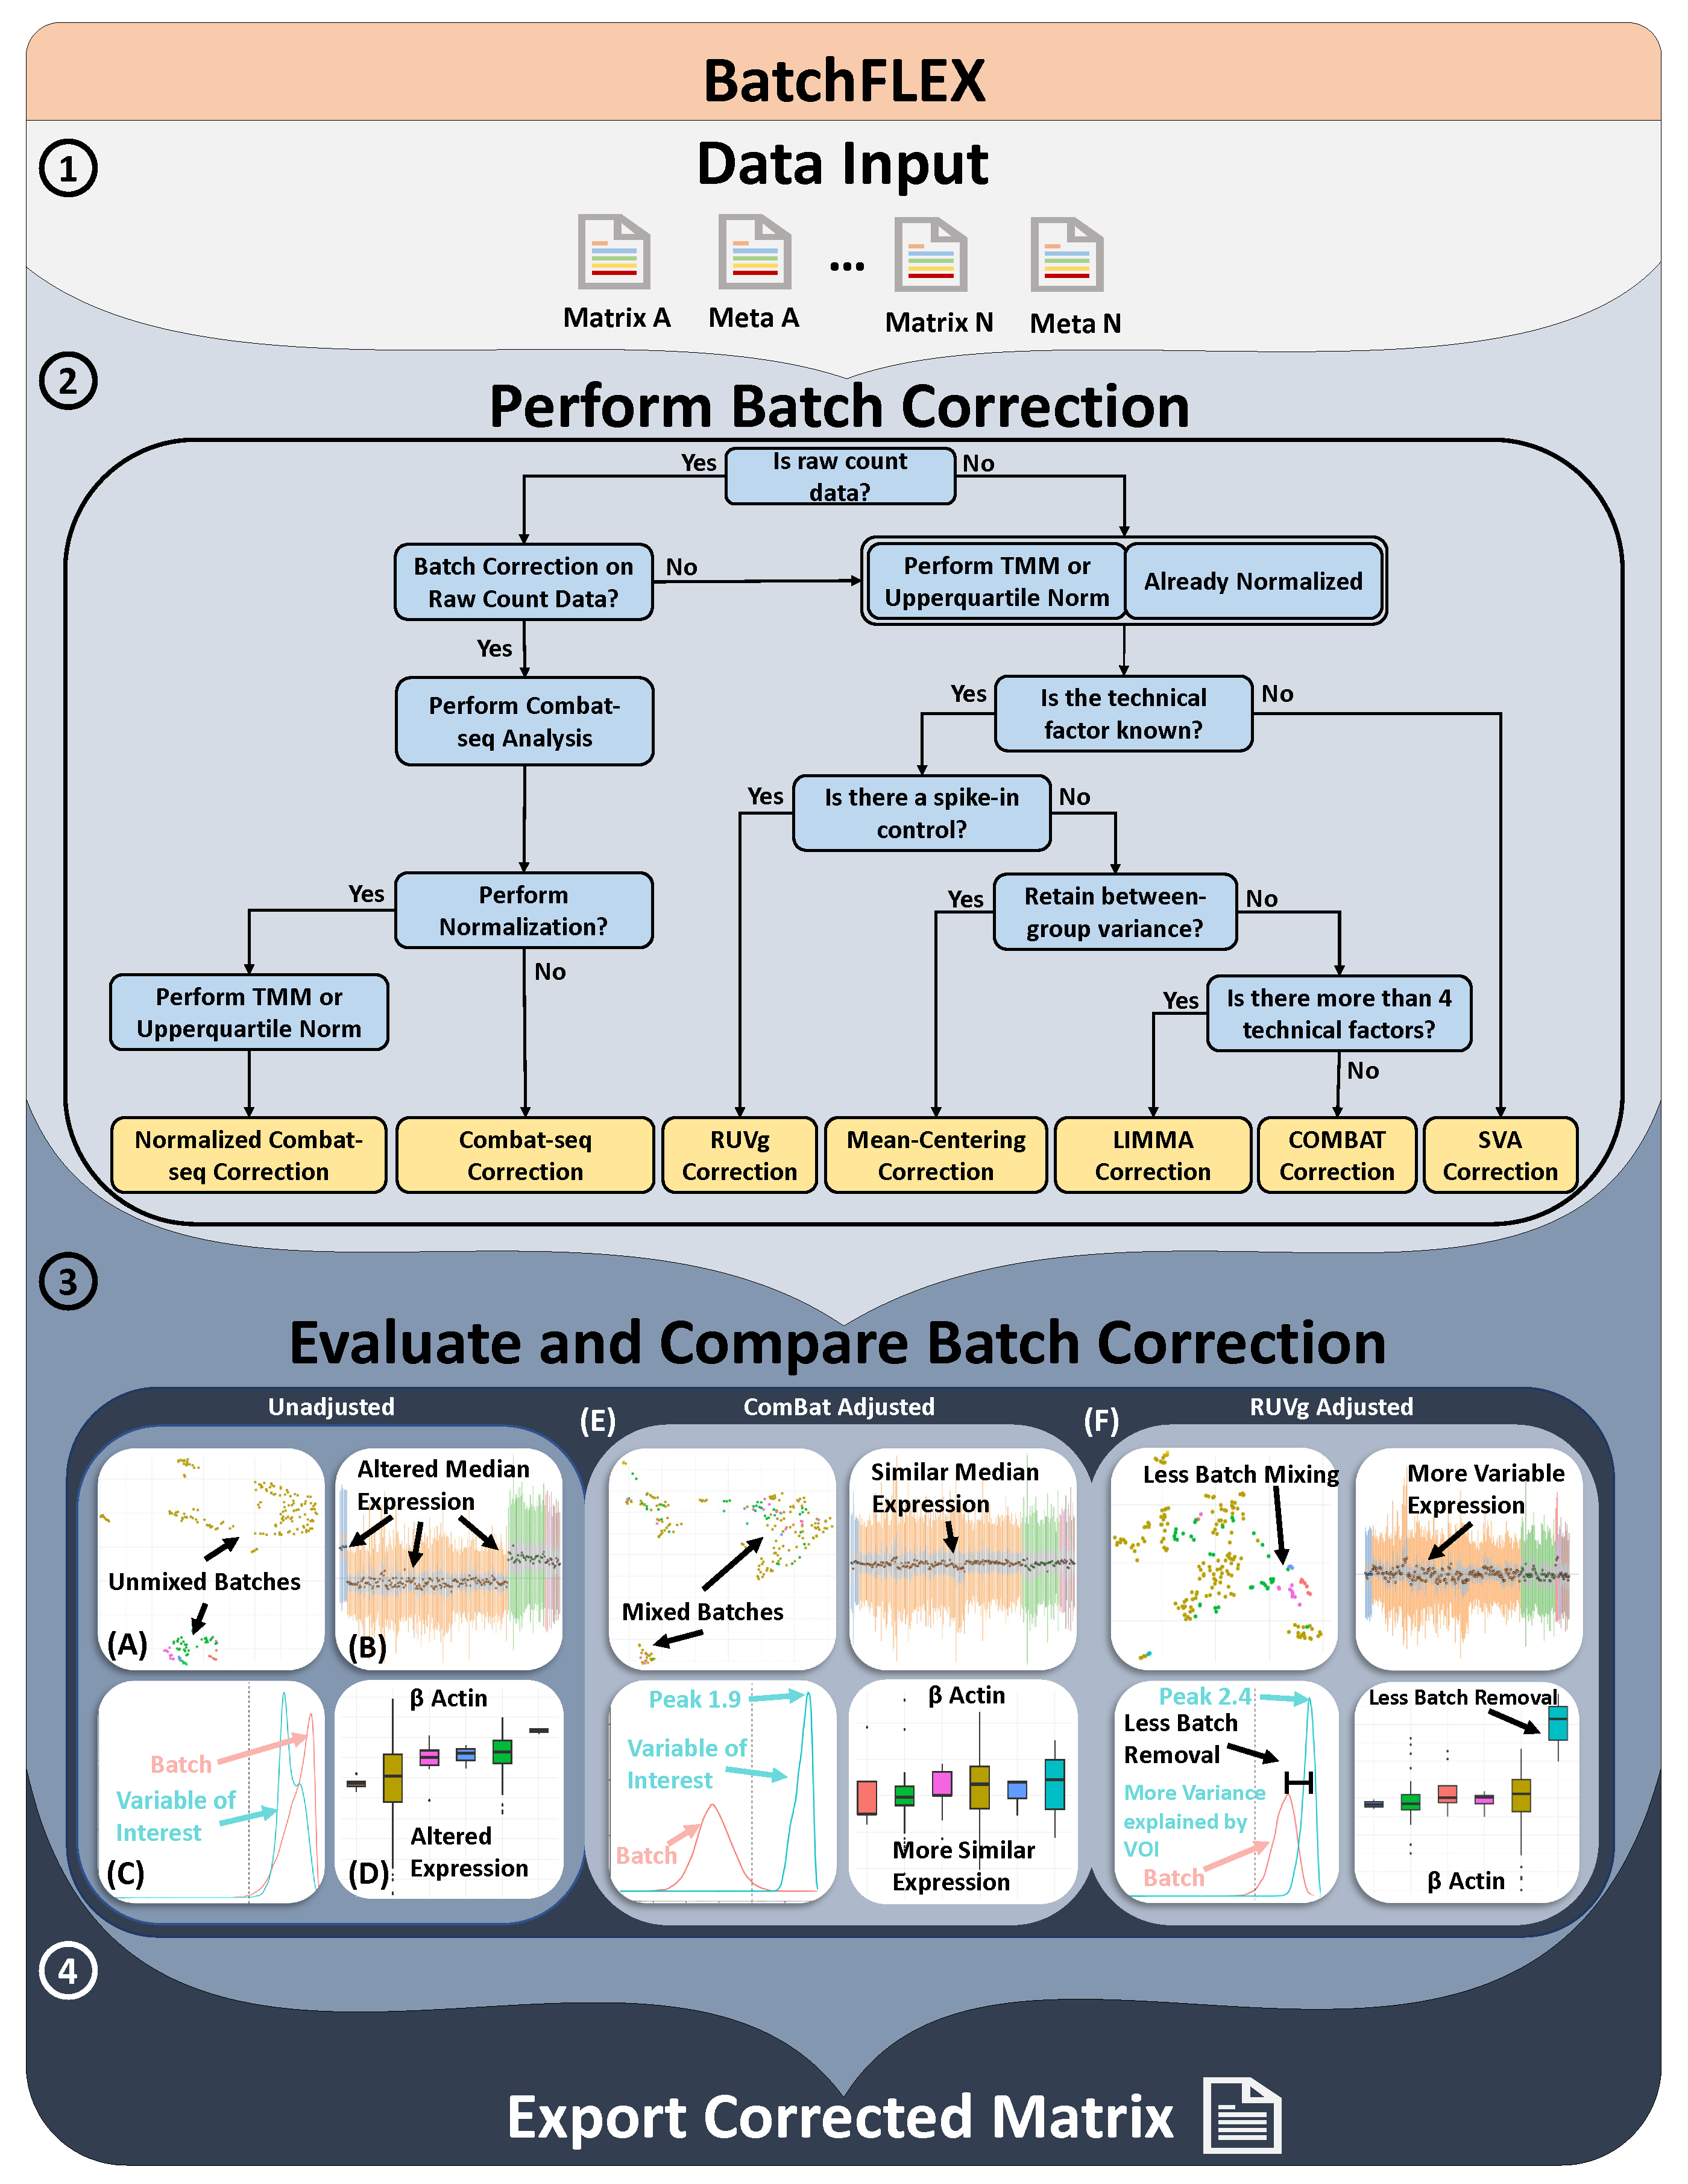 BatchFLEX
1
Data Input
...
Matrix A
Meta A
Matrix N
Meta N
2
Perform Batch Correction
Is raw count
data?
Yes
No
Batch Correction on
Raw Count Data?
No
Perform TMM or
Upperquartile Norm
Already Normalized
Yes
Perform Combat-
seq Analysis
Is the technical
factor known?
Yes
No
Is there a spike-in
control?
Yes
No
Perform
Normalization?
Yes
No
Retain between-
group variance?
Yes
No
Perform TMM or
Upperquartile Norm
Is there more than 4
technical factors?
Yes
No
Normalized Combat-
seq Correction
Combat-seq
Correction
RUVg
Correction
Mean-Centering
Correction
LIMMA
Correction
COMBAT
Correction
SVA
Correction
3
Evaluate and Compare Batch Correction
Unadjusted
Unmixed Batches
(A)
Altered Median
Expression
(B)
Batch
Variable of
Interest
(C)
β Actin
Altered
Expression
(D)
(E)
ComBat Adjusted
Mixed Batches
Similar Median
Expression
Peak 1.9
Variable of
Interest
Batch
β Actin
More Similar
Expression
(F)
RUVg Adjusted
Less Batch Mixing
More Variable
Expression
Peak 2.4
Less Batch
Removal
More Variance
explained by
VOI
Batch
Less Batch Removal
β Actin
4
Export Corrected Matrix